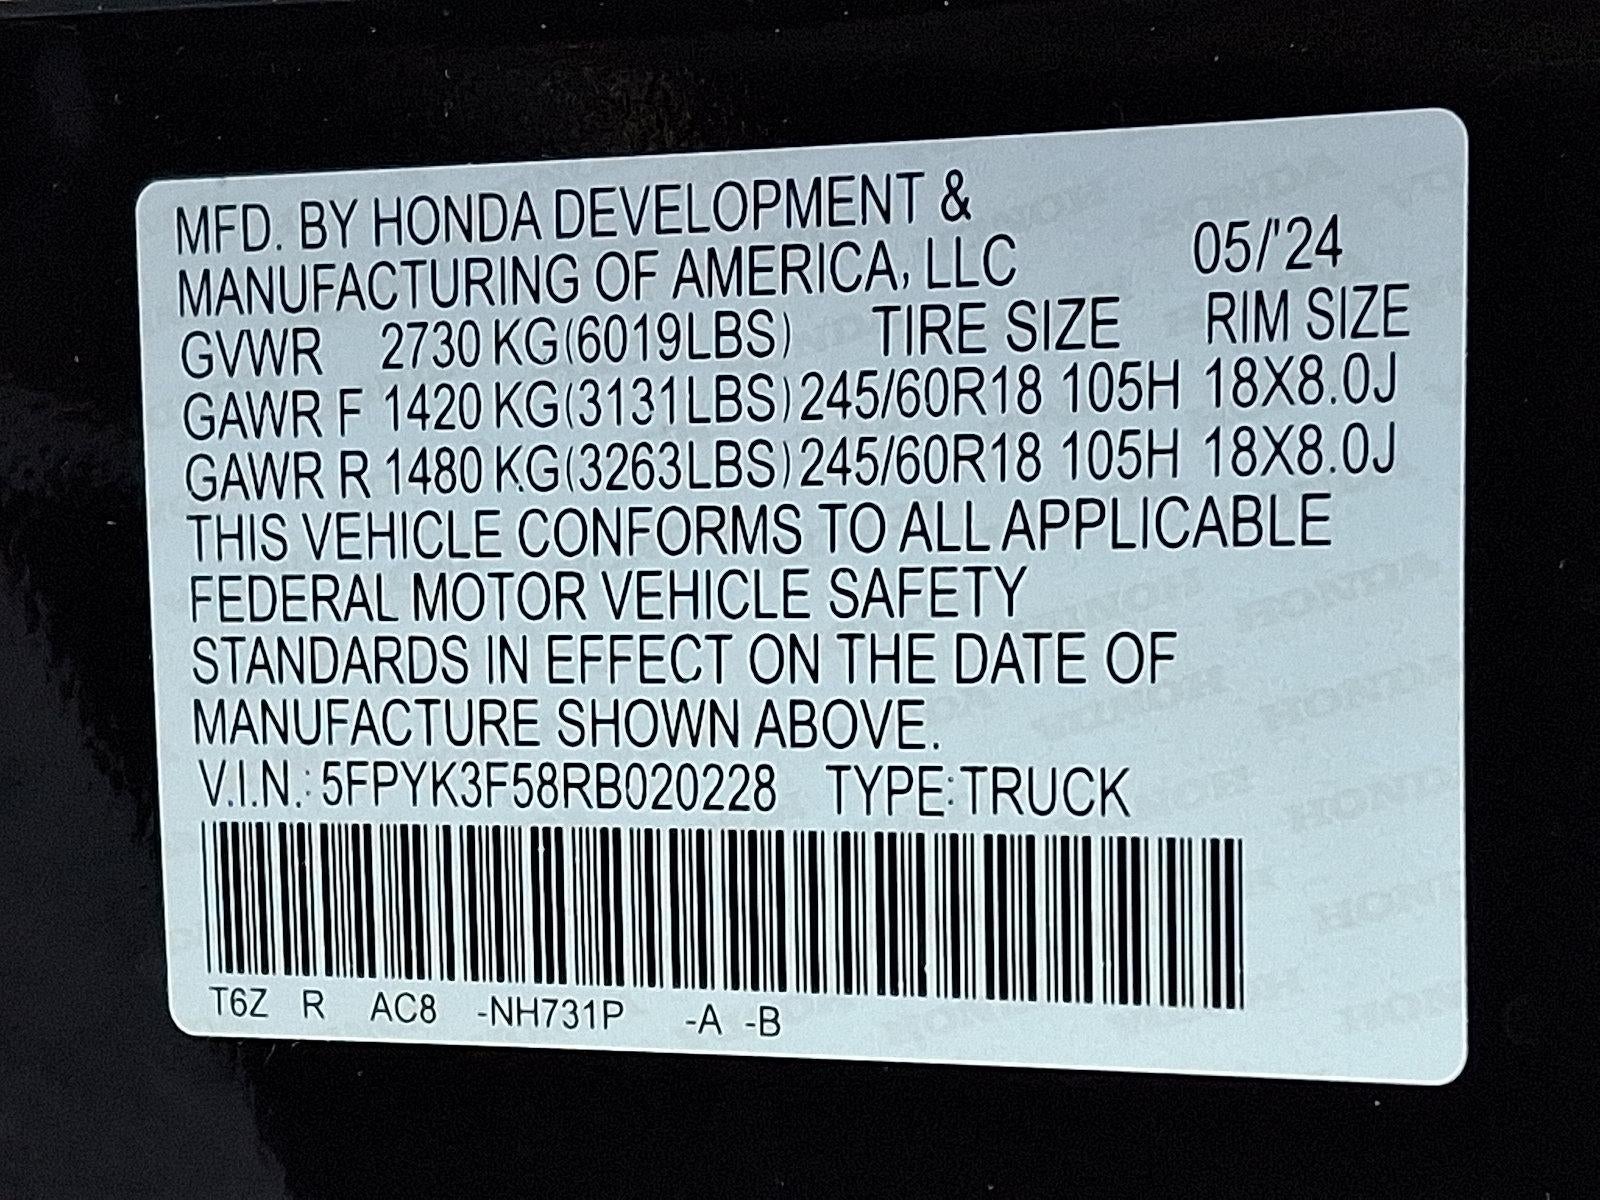 MFD. BY HONDA DEVELOPMENT &
MANUFACTURING OF AMERICA, LLC 05/'24
GVWR 2730 KG(6019LBS) TIRE SIZE RIM SIZE
GAWR F 1420 KG(3131LBS) 245/60R18 105H 18X8.0J
GAWR R 1480 KG(3263LBS) 245/60R18 105H 18X8.0J
THIS VEHICLE CONFORMS TO ALL APPLICABLE
FEDERAL MOTOR VEHICLE SAFETY
STANDARDS IN EFFECT ON THE DATE OF
MANUFACTURE SHOWN ABOVE.
V.I.N.: 5FPYK3F58RB020228 TYPE:TRUCK
T6Z R AC8 -NH731P -A -B